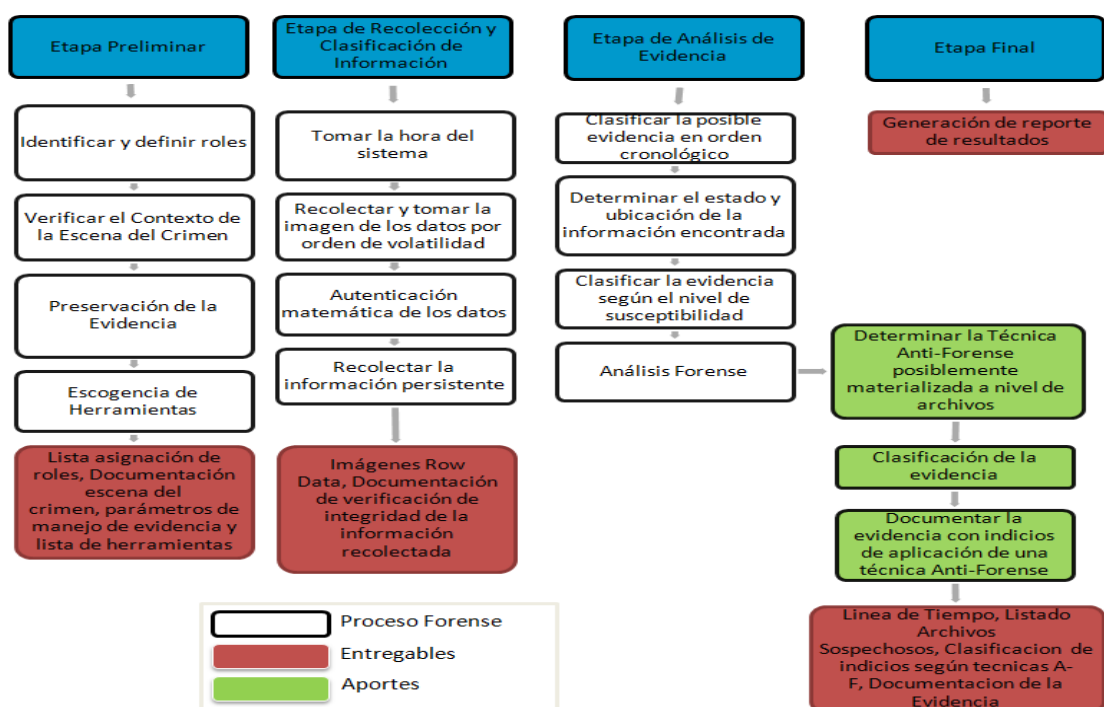 Etapa Preliminar
Identificar y definir roles
Verificar el Contexto de
la Escena del Crimen
Preservación de la
Evidencia
Escogencia de
Herramientas
Lista asignación de
roles, Documentación
escena del
crimen, parámetros de
manejo de evidencia y
lista de herramientas
Etapa de Recolección y
Clasificación de
Información
Tomar la hora del
sistema
Recolectar y tomar la
imagen de los datos por
orden de volatilidad
Autenticación
matemática de los datos
Recolectar la
información persistente
Imágenes Row
Data, Documentación
de verificación de
integridad de la
información
recolectada
Etapa de Análisis de
Evidencia
Clasificar la posible
evidencia en orden
cronológico
Determinar el estado y
ubicación de la
información encontrada
Clasificar la evidencia
según el nivel de
susceptibilidad
Análisis Forense
Determinar la Técnica
Anti-Forense
posiblemente
materializada a nivel de
archivos
Clasificación de la
evidencia
Documentar la
evidencia con indicios
de aplicación de una
técnica Anti-Forense
Linea de Tiempo, Listado
Archivos
Sospechosos, Clasificacion de
indicios según tecnicas A-
F, Documentacion de la
Evidencia
Etapa Final
Generación de reporte
de resultados
Proceso Forense
Entregables
Aportes